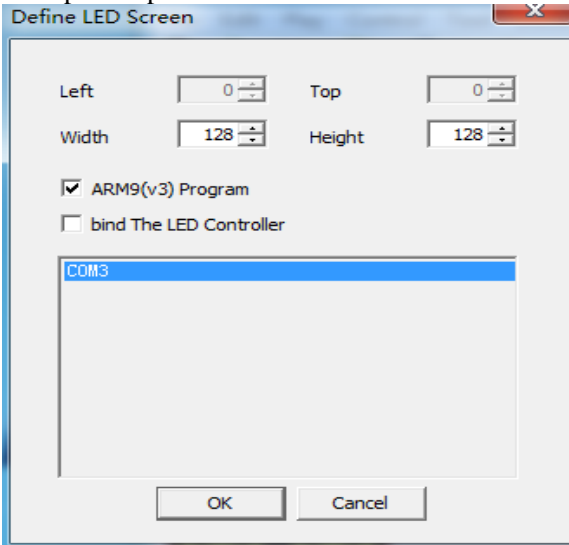 Define LED Screen
Left 0 Top 0
Width 128 Height 128
ARM9(v3) Program
bind The LED Controller
COM3
OK Cancel